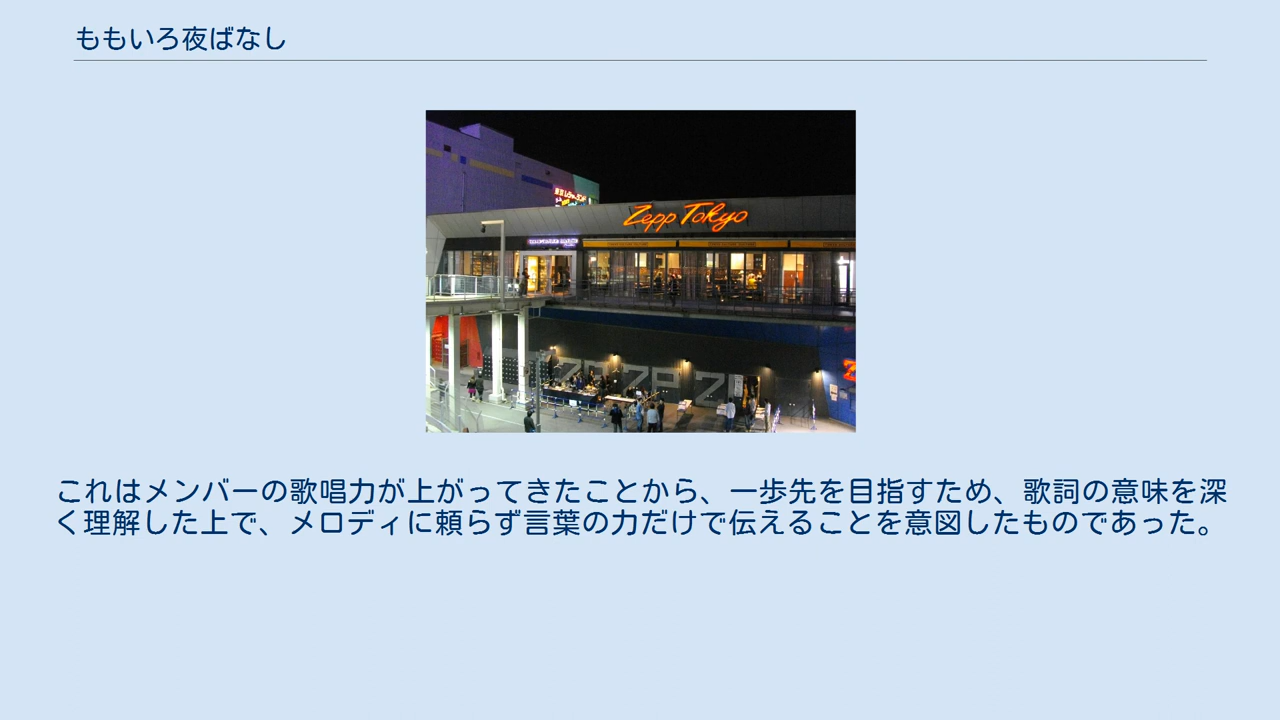 ももいろ夜ばなし
Zepp Tokyo
これはメンバーの歌唱力が上がってきたことから、一歩先を目指すため、歌詞の意味を深
く理解した上で、メロディに頼らず言葉の力だけで伝えることを意図したものであった。